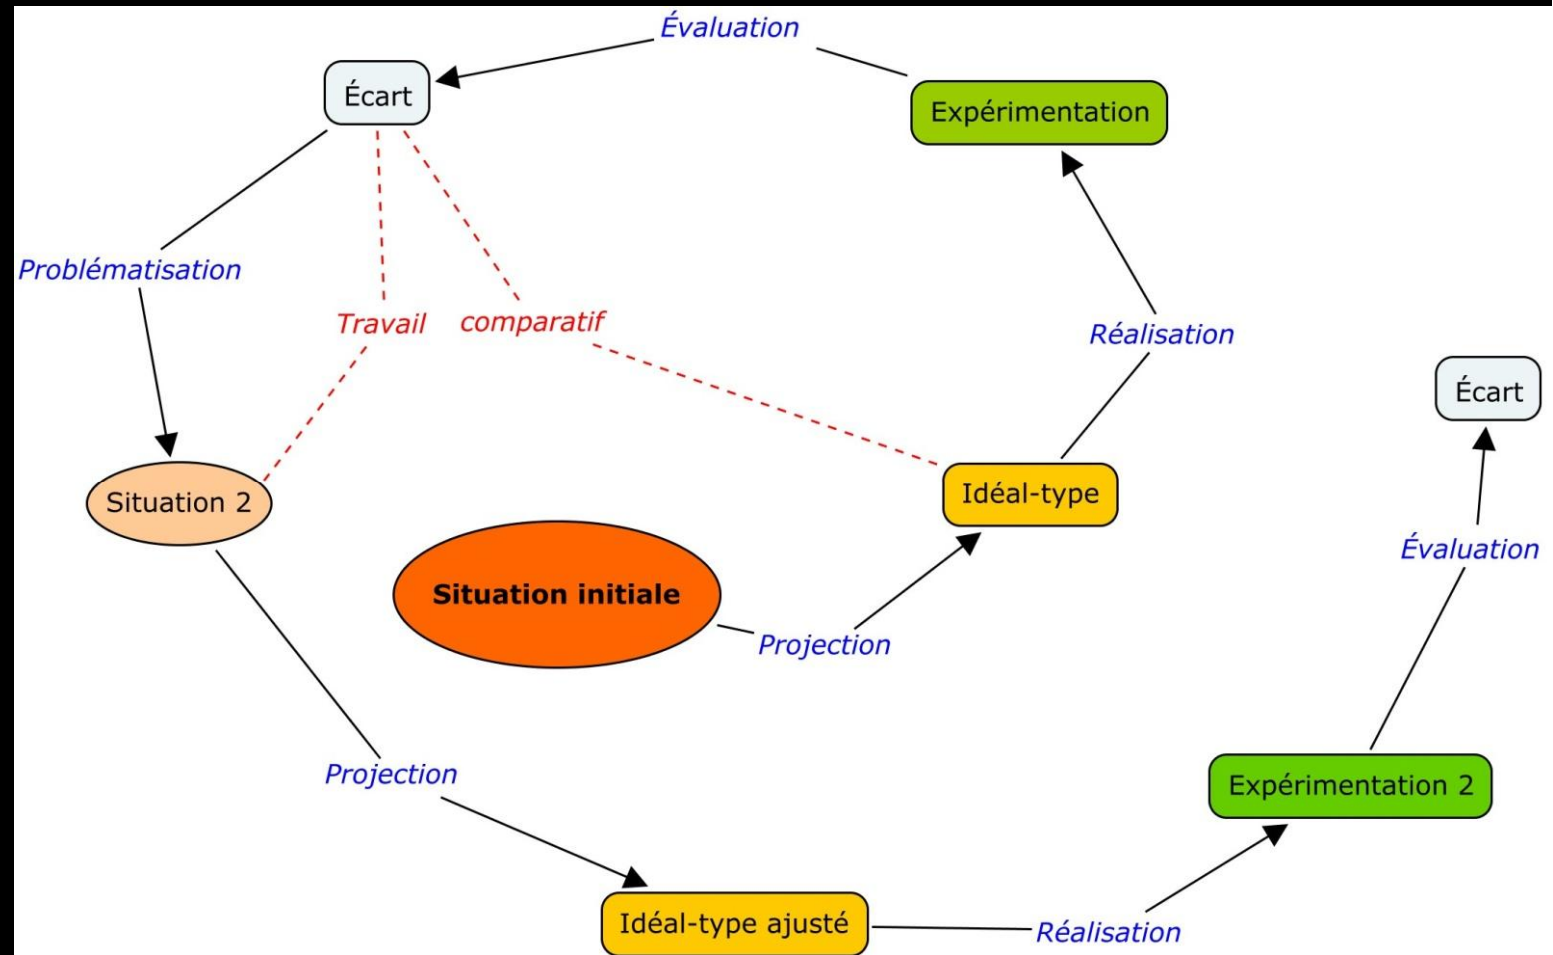 Évaluation
Écart
Expérimentation
Problématisation
Travail comparatif
Réalisation
Écart
Situation 2
Idéal-type
Évaluation
Situation initiale
Projection
Projection
Expérimentation 2
Idéal-type ajusté
Réalisation